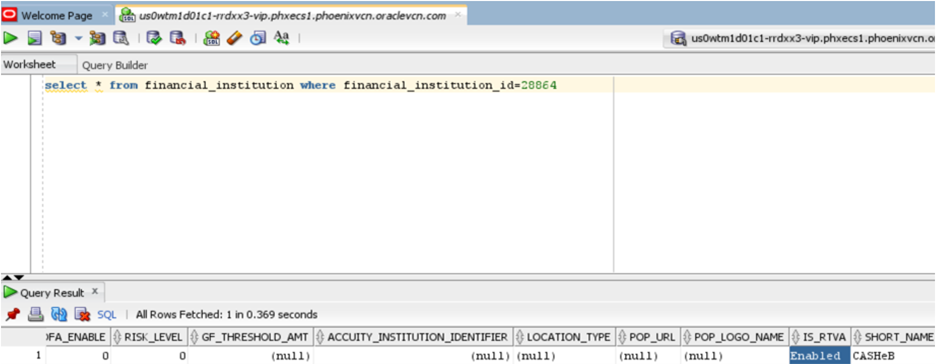 Welcome Page
us0wtm1d01c1-rrdxx3-vip.phxecs1.phoenixvcn.oraclevcn.com
us0wtm1d01c1-rrdxx3-vip.phxecs1.phoenixvcn.o
Worksheet Query Builder
select * from financial_institution where financial_institution_id=28864
Query Result
SQL | All Rows Fetched: 1 in 0.369 seconds
OFA_ENABLE RISK_LEVEL GF_THRESHOLD_AMT ACCUITY_INSTITUTION_IDENTIFIER LOCATION_TYPE POP_URL POP_LOGO_NAME IS_RTVA SHORT_NAME
1 0 0 (null) (null) (null) (null) (null) Enabled CASHeB